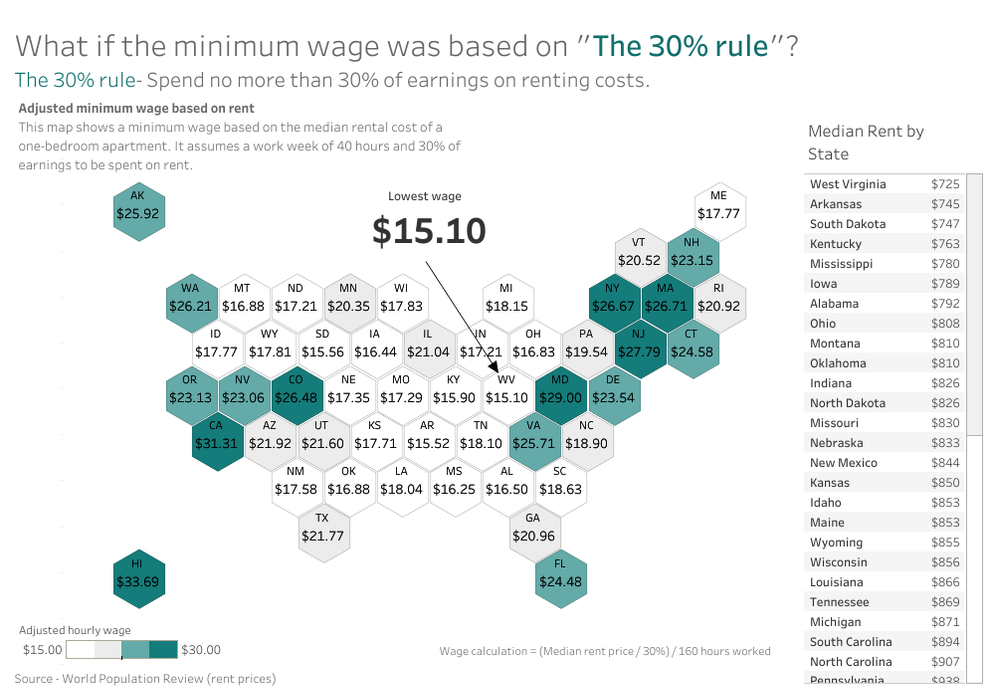 What if the minimum wage was based on "The 30% rule"?
The 30% rule- Spend no more than 30% of earnings on renting costs.
Adjusted minimum wage based on rent
This map shows a minimum wage based on the median rental cost of a
one-bedroom apartment. It assumes a work week of 40 hours and 30% of
earnings to be spent on rent.
Lowest wage
$15.10
AK
$25.92
ME
$17.77
VT
$20.52
NH
$23.15
WA
$26.21
MT
$16.88
ND
$17.21
MN
$20.35
WI
$17.83
MI
$18.15
NY
$26.67
MA
$26.71
RI
$20.92
ID
$17.77
WY
$17.81
SD
$15.56
IA
$16.44
IL
$21.04
IN
$17.21
OH
$16.83
PA
$19.54
NJ
$27.79
CT
$24.58
OR
$23.13
NV
$23.06
CO
$26.48
NE
$17.35
MO
$17.29
KY
$15.90
WV
$15.10
MD
$29.00
DE
$23.54
CA
$31.31
AZ
$21.92
UT
$21.60
KS
$17.71
AR
$15.52
TN
$18.10
VA
$25.71
NC
$18.90
NM
$17.58
OK
$16.88
LA
$18.04
MS
$16.25
AL
$16.50
SC
$18.63
TX
$21.77
GA
$20.96
HI
$33.69
FL
$24.48
Adjusted hourly wage
$15.00 $30.00
Wage calculation = (Median rent price / 30%) / 160 hours worked
Source - World Population Review (rent prices)
Median Rent by
State
West Virginia $725
Arkansas $745
South Dakota $747
Kentucky $763
Mississippi $780
Iowa $789
Alabama $792
Ohio $808
Montana $810
Oklahoma $810
Indiana $826
North Dakota $826
Missouri $830
Nebraska $833
New Mexico $844
Kansas $850
Idaho $853
Maine $853
Wyoming $855
Wisconsin $856
Louisiana $866
Tennessee $869
Michigan $871
South Carolina $894
North Carolina $907
Pennsylvania $938